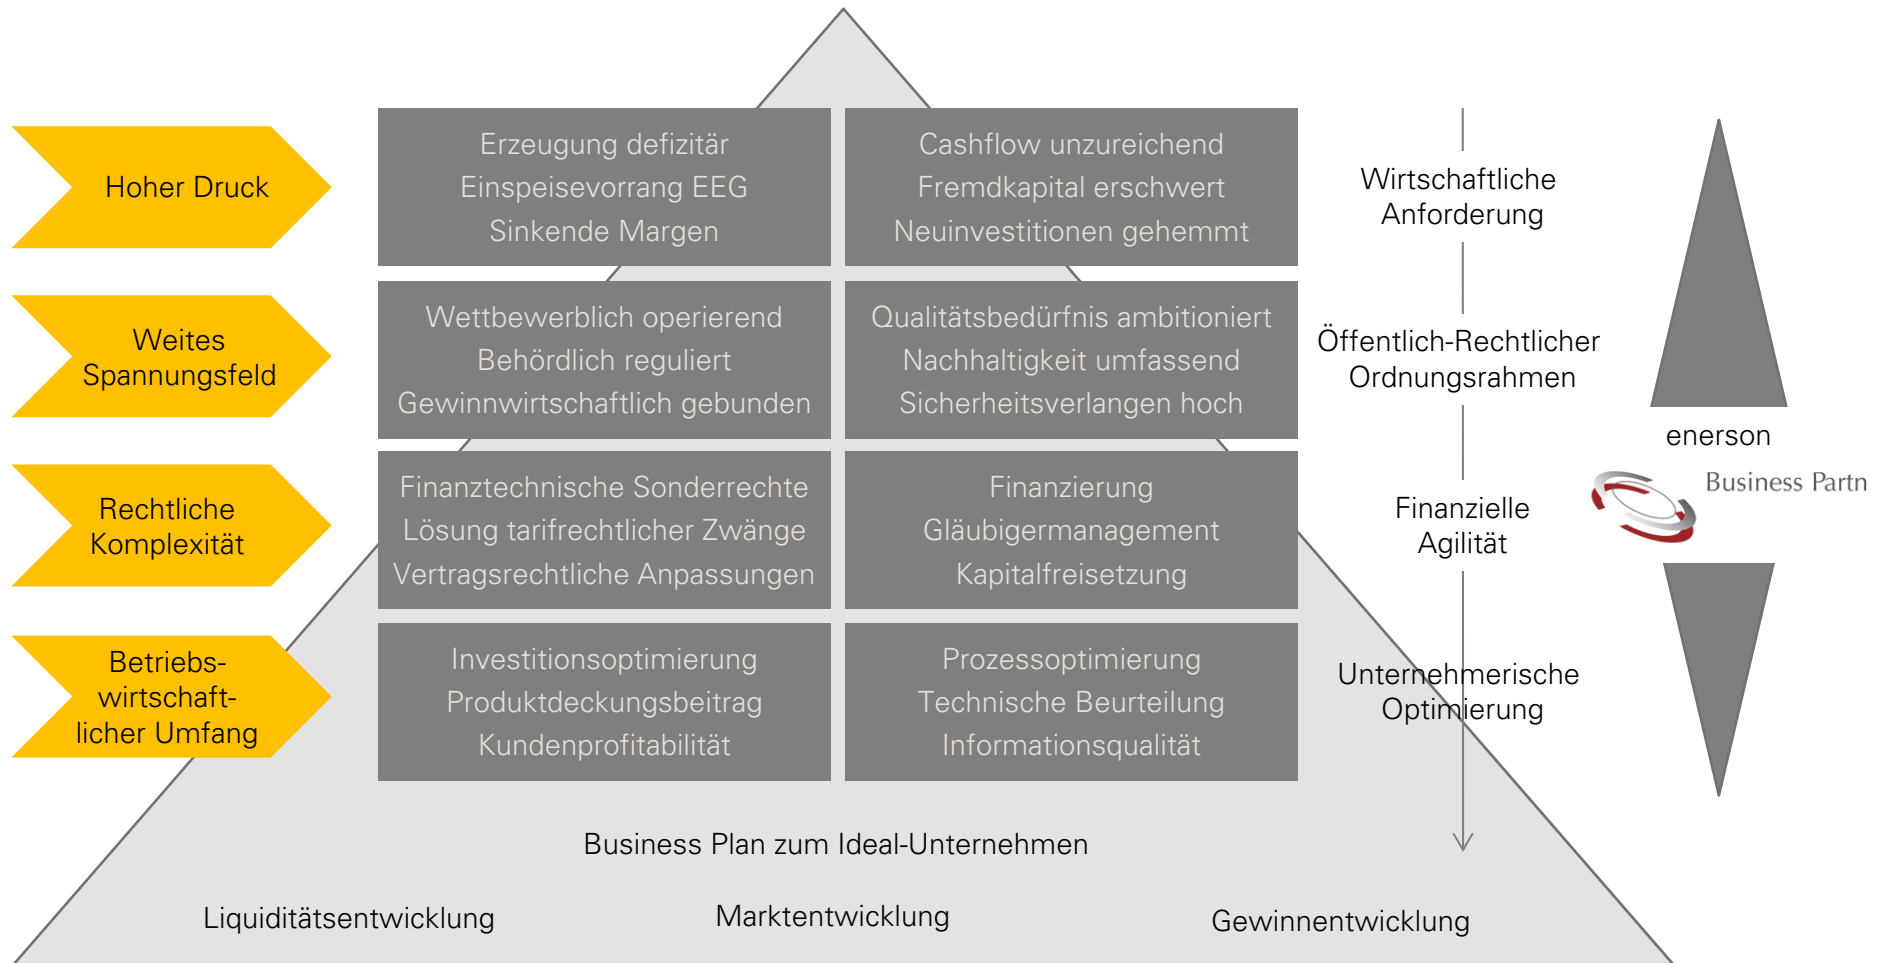 Hoher Druck
Erzeugung defizitär
Einspeisevorrang EEG
Sinkende Margen
Cashflow unzureichend
Fremdkapital erschwert
Neuinvestitionen gehemmt
Wirtschaftliche
Anforderung
Weites
Spannungsfeld
Wettbewerblich operierend
Behördlich reguliert
Gewinnwirtschaftlich gebunden
Qualitätsbedürfnis ambitioniert
Nachhaltigkeit umfassend
Sicherheitsverlangen hoch
Öffentlich-Rechtlicher
Ordnungsrahmen
enerson
Business Partn
Rechtliche
Komplexität
Finanztechnische Sonderrechte
Lösung tarifrechtlicher Zwänge
Vertragsrechtliche Anpassungen
Finanzierung
Gläubigermanagement
Kapitalfreisetzung
Finanzielle
Agilität
Betriebs-
wirtschaft-
licher Umfang
Investitionsoptimierung
Produktdeckungsbeitrag
Kundenprofitabilität
Prozessoptimierung
Technische Beurteilung
Informationsqualität
Unternehmerische
Optimierung
Business Plan zum Ideal-Unternehmen
Liquiditätsentwicklung
Marktentwicklung
Gewinnentwicklung